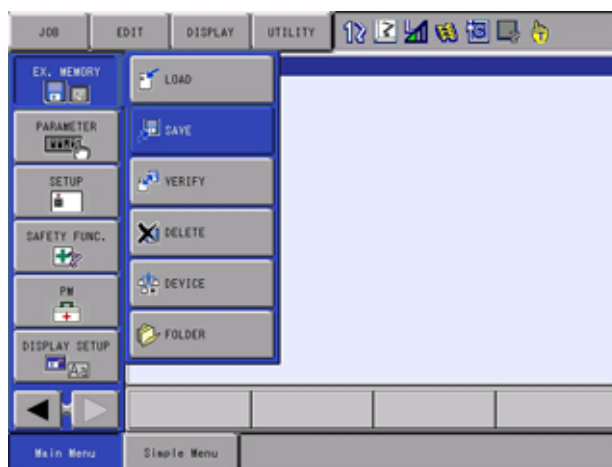 JOB EDIT DISPLAY UTILITY
EX. MEMORY
LOAD
SAVE
PARAMETER
SETUP
VERIFY
SAFETY FUNC.
DELETE
PM
DEVICE
DISPLAY SETUP
FOLDER
Main Menu Simple Menu